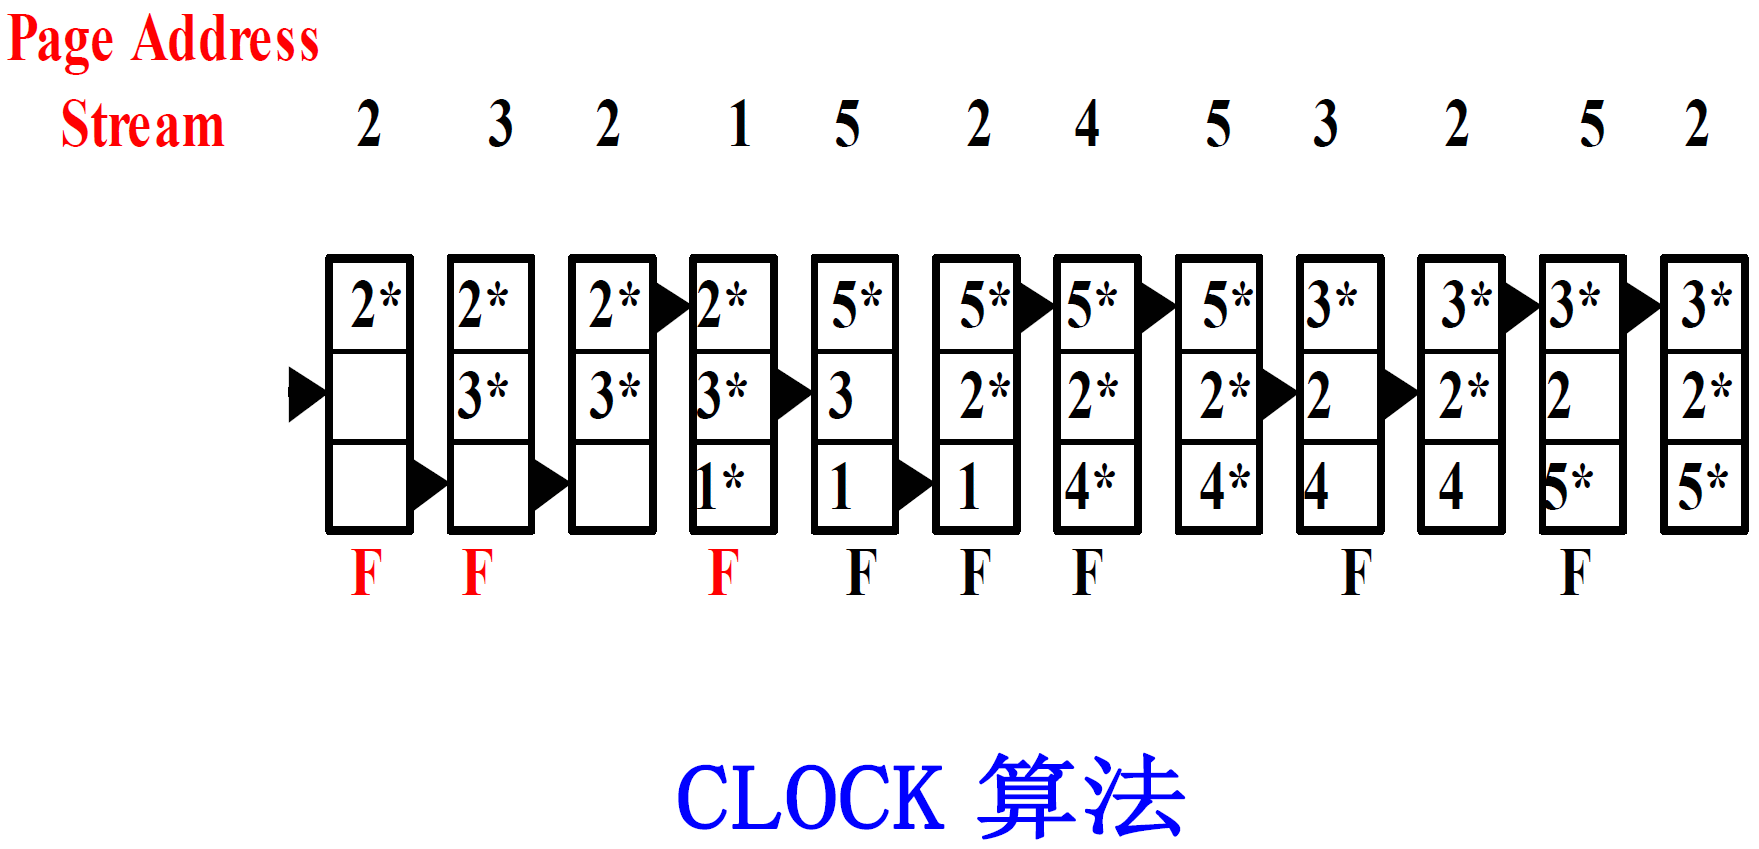 Page Address
Stream 2 3 2 1 5 2 4 5 3 2 5 2
2* 2* 2* 2* 5* 5* 5* 5* 3* 3* 3* 3*
3* 3* 3* 3 2* 2* 2* 2 2* 2 2*
1* 1 1 4* 4* 4 4 5* 5*
F F F F F F F F
CLOCK 算法